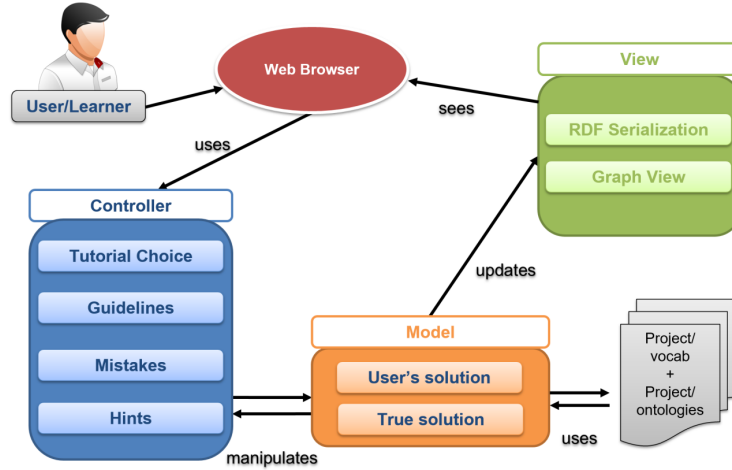 Web Browser
View
User/Learner
sees
RDF Serialization
uses
Graph View
Controller
Tutorial Choice
updates
Guidelines
Model
Project/
vocab
+
Project/
ontologies
Mistakes
User's solution
Hints
True solution
uses
manipulates